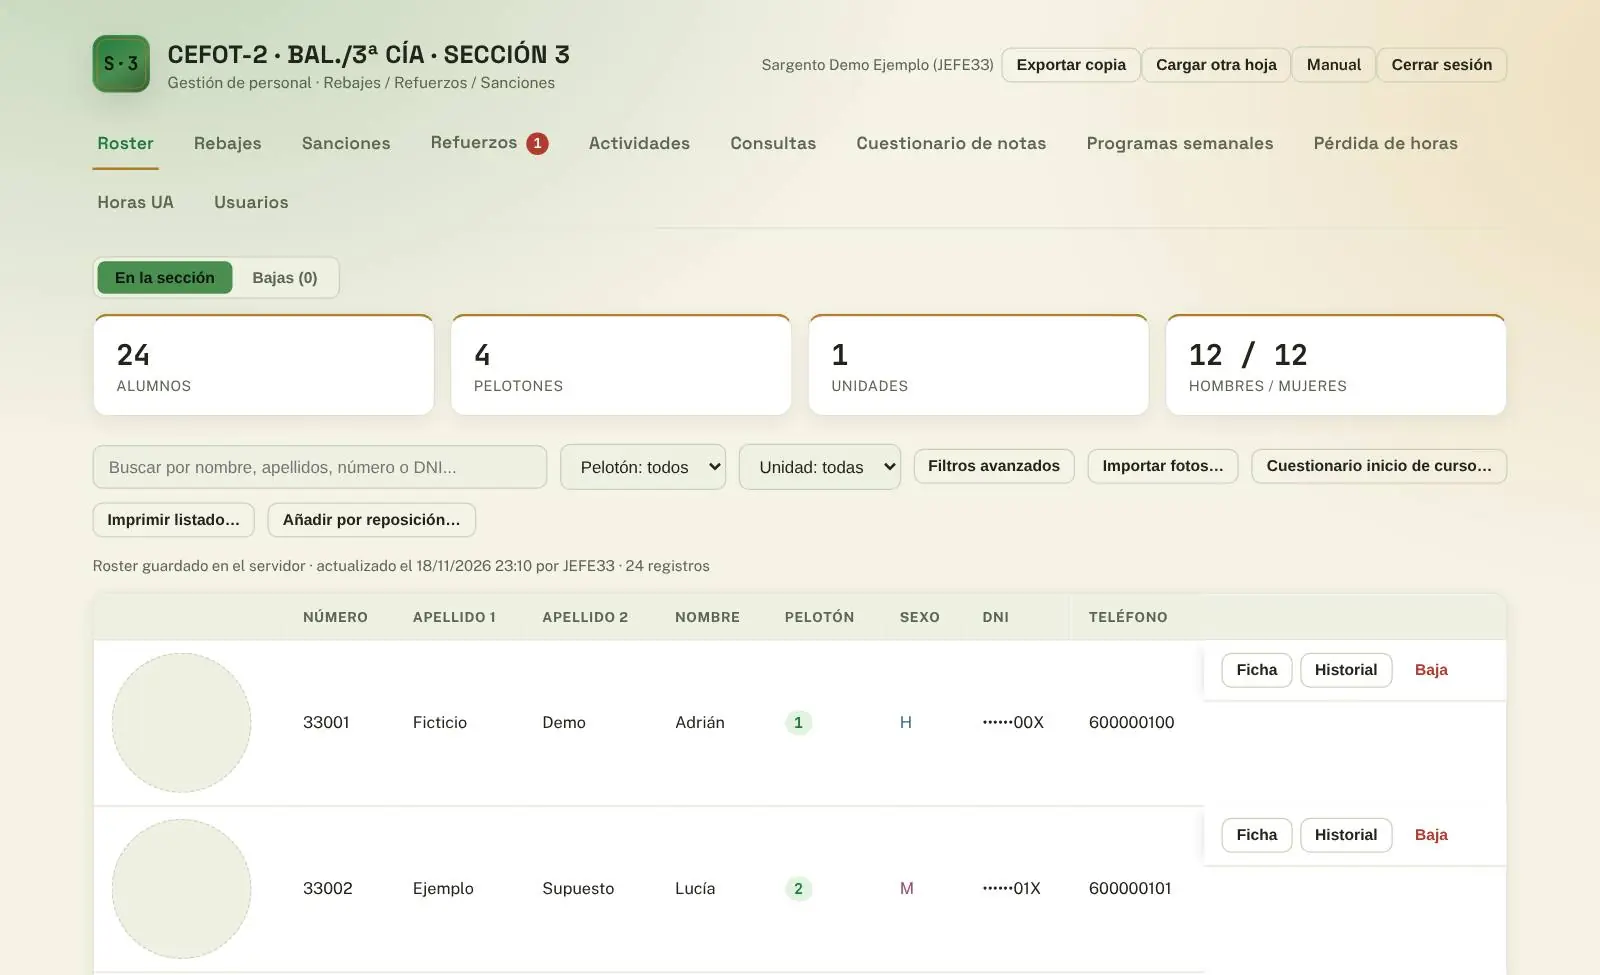 S·3
CEFOT-2 · BAL./3ª CÍA · SECCIÓN 3
Gestión de personal · Rebajes / Refuerzos / Sanciones
Sargento Demo Ejemplo (JEFE33)
Exportar copia
Cargar otra hoja
Manual
Cerrar sesión
Roster
Rebajes
Sanciones
Refuerzos 1
Actividades
Consultas
Cuestionario de notas
Programas semanales
Pérdida de horas
Horas UA
Usuarios
En la sección
Bajas (0)
24
ALUMNOS
4
PELOTONES
1
UNIDADES
12 / 12
HOMBRES / MUJERES
Buscar por nombre, apellidos, número o DNI...
Pelotón: todos
Unidad: todas
Filtros avanzados
Importar fotos...
Cuestionario inicio de curso...
Imprimir listado...
Añadir por reposición...
Roster guardado en el servidor · actualizado el 18/11/2026 23:10 por JEFE33 · 24 registros
NÚMERO APELLIDO 1 APELLIDO 2 NOMBRE PELOTÓN SEXO DNI TELÉFONO
33001 Ficticio Demo Adrián 1 H ••••••00X 600000100 Ficha Historial Baja
33002 Ejemplo Supuesto Lucía 2 M ••••••01X 600000101 Ficha Historial Baja